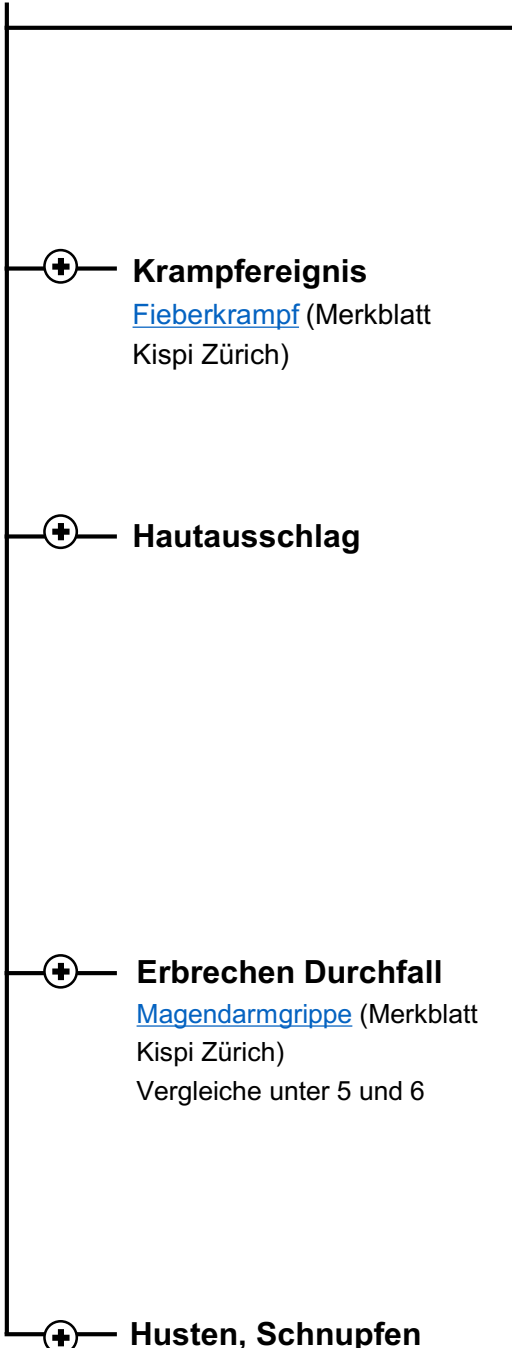 Krampfereignis
Fieberkrampf (Merkblatt
Kispi Zürich)
Hautausschlag
Erbrechen Durchfall
Magendarmgrippe (Merkblatt
Kispi Zürich)
Vergleiche unter 5 und 6
Husten, Schnupfen